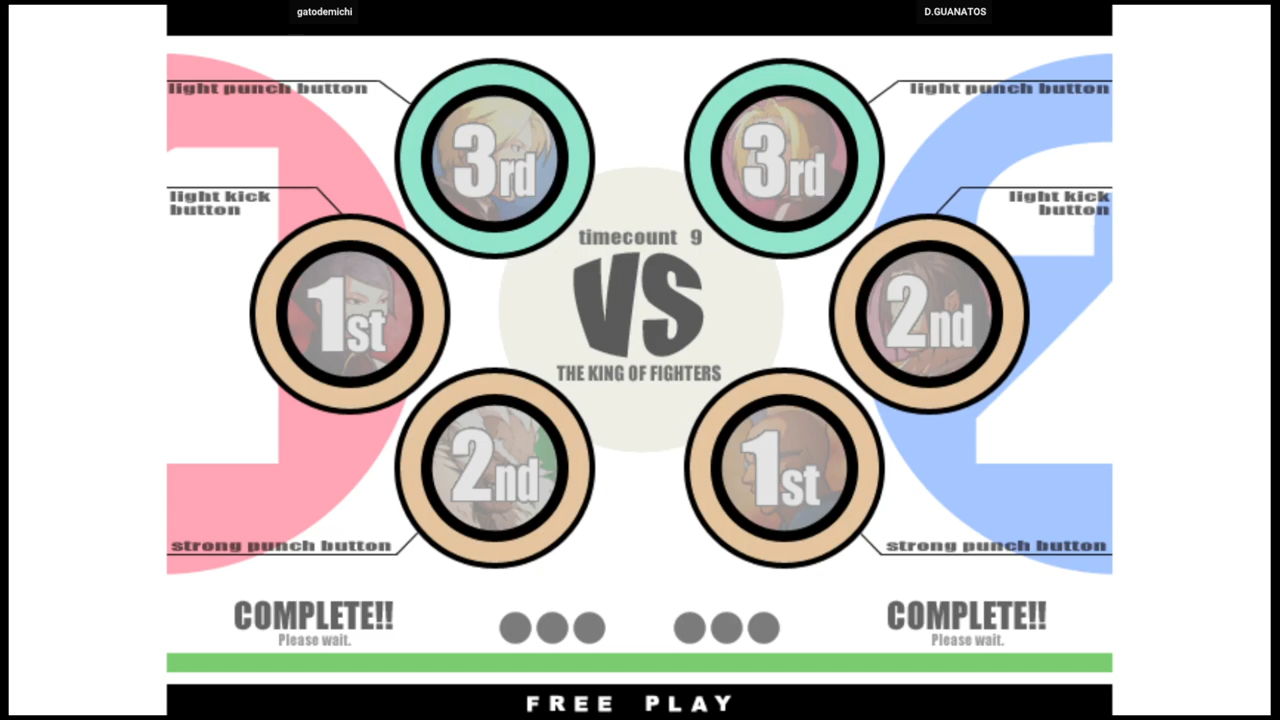 gatodemichi
D.GUANATOS
light punch button
light punch button
3rd
3rd
light kick
button
light kick
button
timecount 9
1st
VS
2nd
THE KING OF FIGHTERS
2nd
1st
strong punch button
strong punch button
COMPLETE!!
Please wait.
COMPLETE!!
Please wait.
FREE PLAY